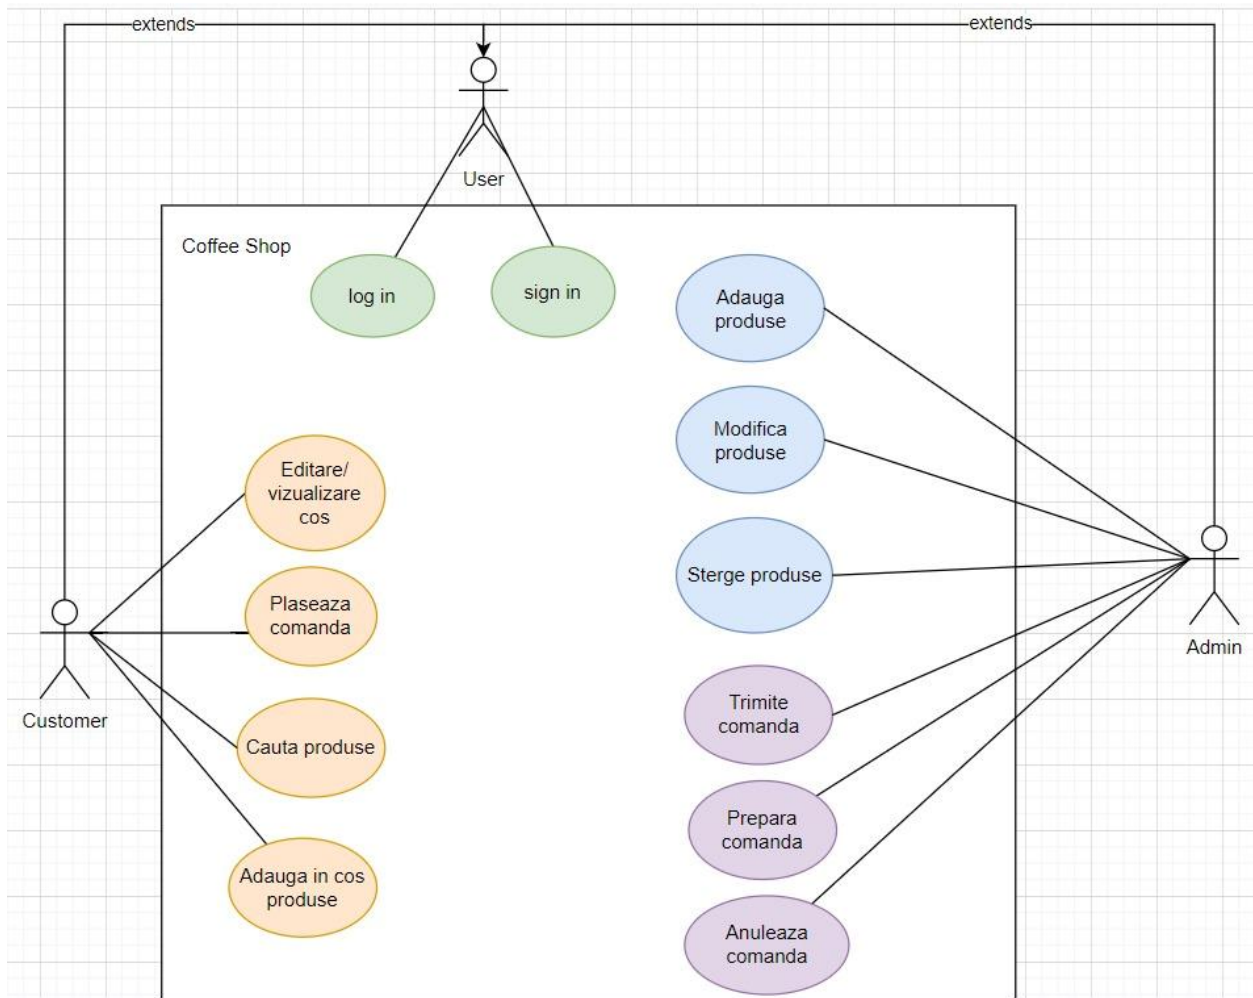 extends
extends
User
Coffee Shop
log in
sign in
Adauga
produse
Modifica
produse
Editare/
vizualizare
cos
Sterge produse
Plaseaza
comanda
Admin
Customer
Trimite
comanda
Cauta produse
Prepara
comanda
Adauga in cos
produse
Anuleaza
comanda